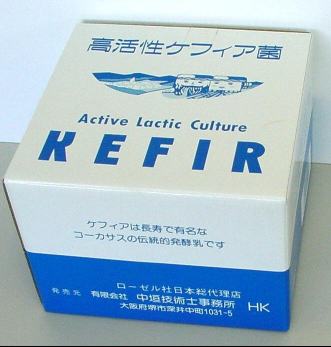 高活性ケフィア菌
Active Lactic Culture
KEFIR
ケフィアは長寿で有名な
コーカサスの伝統的発酵乳です
ローゼル社日本総代理店
発売元 有限会社 中垣技術士事務所 HK
大阪府堺市深井中町1031-5